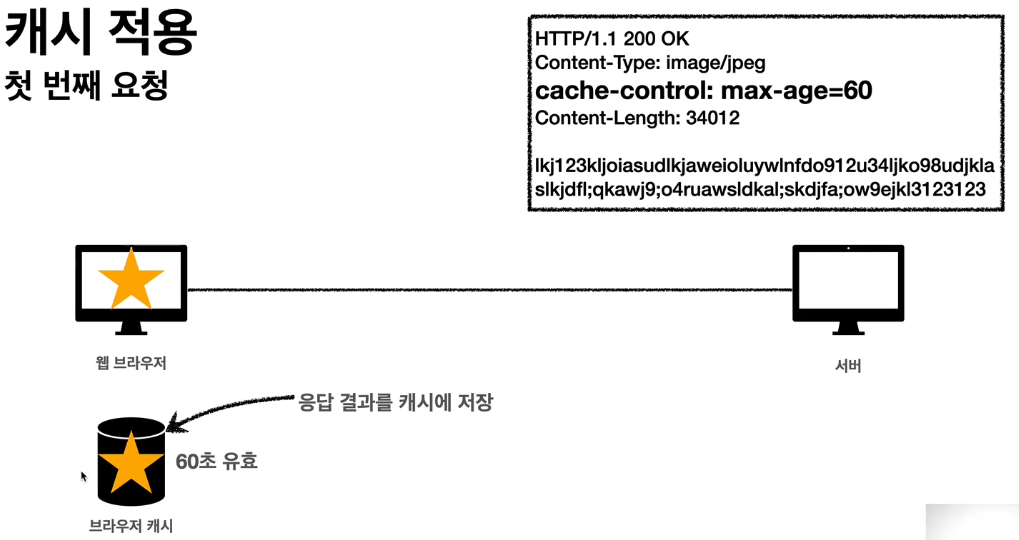 캐시 적용
첫 번째 요청
HTTP/1.1 200 OK
Content-Type: image/jpeg
cache-control: max-age=60
Content-Length: 34012
lkj123kljoiasudlkjaweioluywlnfdo912u34ljko98udjkla
slkjdfl;qkawj9;o4ruawsldkal;skdjfa;ow9ejkl3123123
웹 브라우저
서버
응답 결과를 캐시에 저장
60초 유효
브라우저 캐시